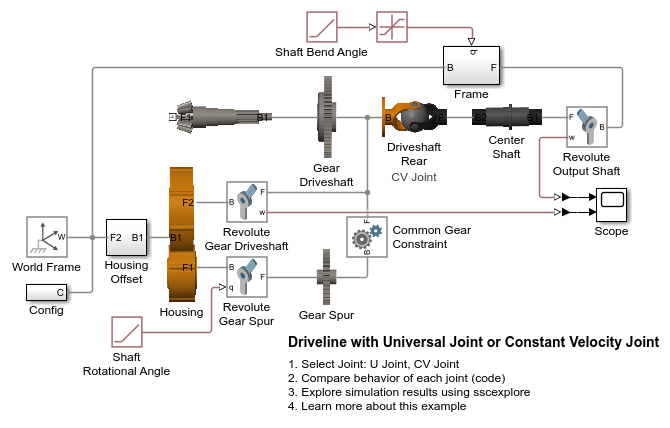 Shaft Bend Angle
q
B
F
Frame
F1
B1
B
F
B2
B1
F
w
B
Gear
Driveshaft
Driveshaft
Rear
CV Joint
Center
Shaft
Revolute
Output Shaft
F2
B
F
w
Revolute
Gear Driveshaft
F
B
Common Gear
Constraint
Scope
W
World Frame
F2
B1
Housing
Offset
B1
F1
Housing
B
q
F
Revolute
Gear Spur
Gear Spur
C
Config
Shaft
Rotational Angle
Driveline with Universal Joint or Constant Velocity Joint
1. Select Joint: U Joint, CV Joint
2. Compare behavior of each joint (code)
3. Explore simulation results using sscexplore
4. Learn more about this example